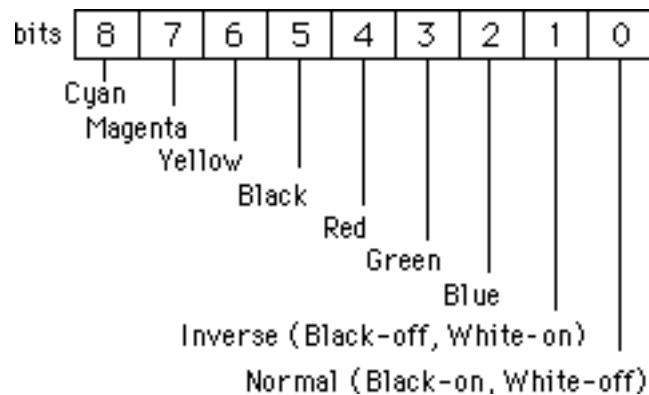 bits 8 7 6 5 4 3 2 1 0
Cyan
Magenta
Yellow
Black
Red
Green
Blue
Inverse (Black-off, White-on)
Normal (Black-on, White-off)